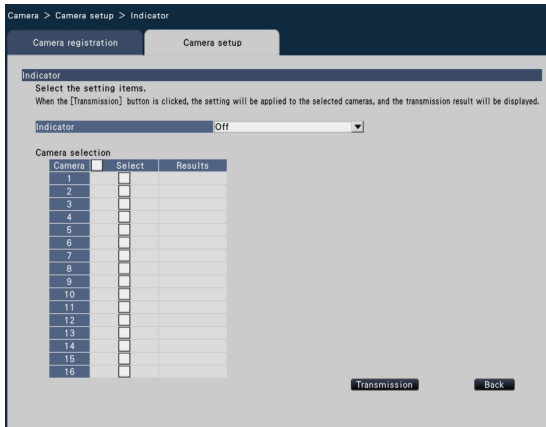 Camera > Camera setup > Indicator
Camera registration Camera setup
Indicator
Select the setting items.
When the [Transmission] button is clicked, the setting will be applied to the selected cameras, and the transmission result will be displayed.
Indicator Off
Camera selection
Camera Select Results
1
2
3
4
5
6
7
8
9
10
11
12
13
14
15
16
Transmission Back